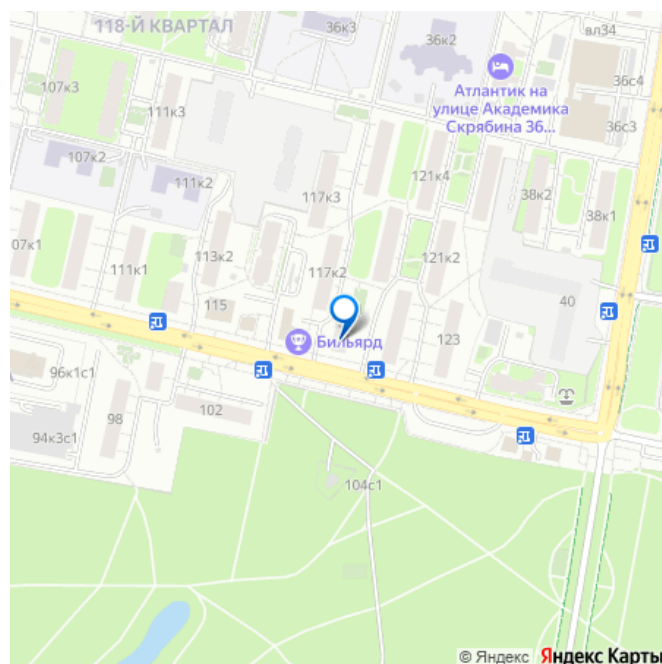 118-Й КВАРТАЛ
36к3
36к2
вл34
107к3
111к3
Атлантик на
улице Академика
Скрябина 36...
36с4
36с3
107к2
111к2
117к3
121к4
38к2
38к1
07к1
111к1
113к2
117к2
121к2
115
40
Бильярд
123
96к1с1
98
102
94к3с1
104с1
© Яндекс Яндекс Карты